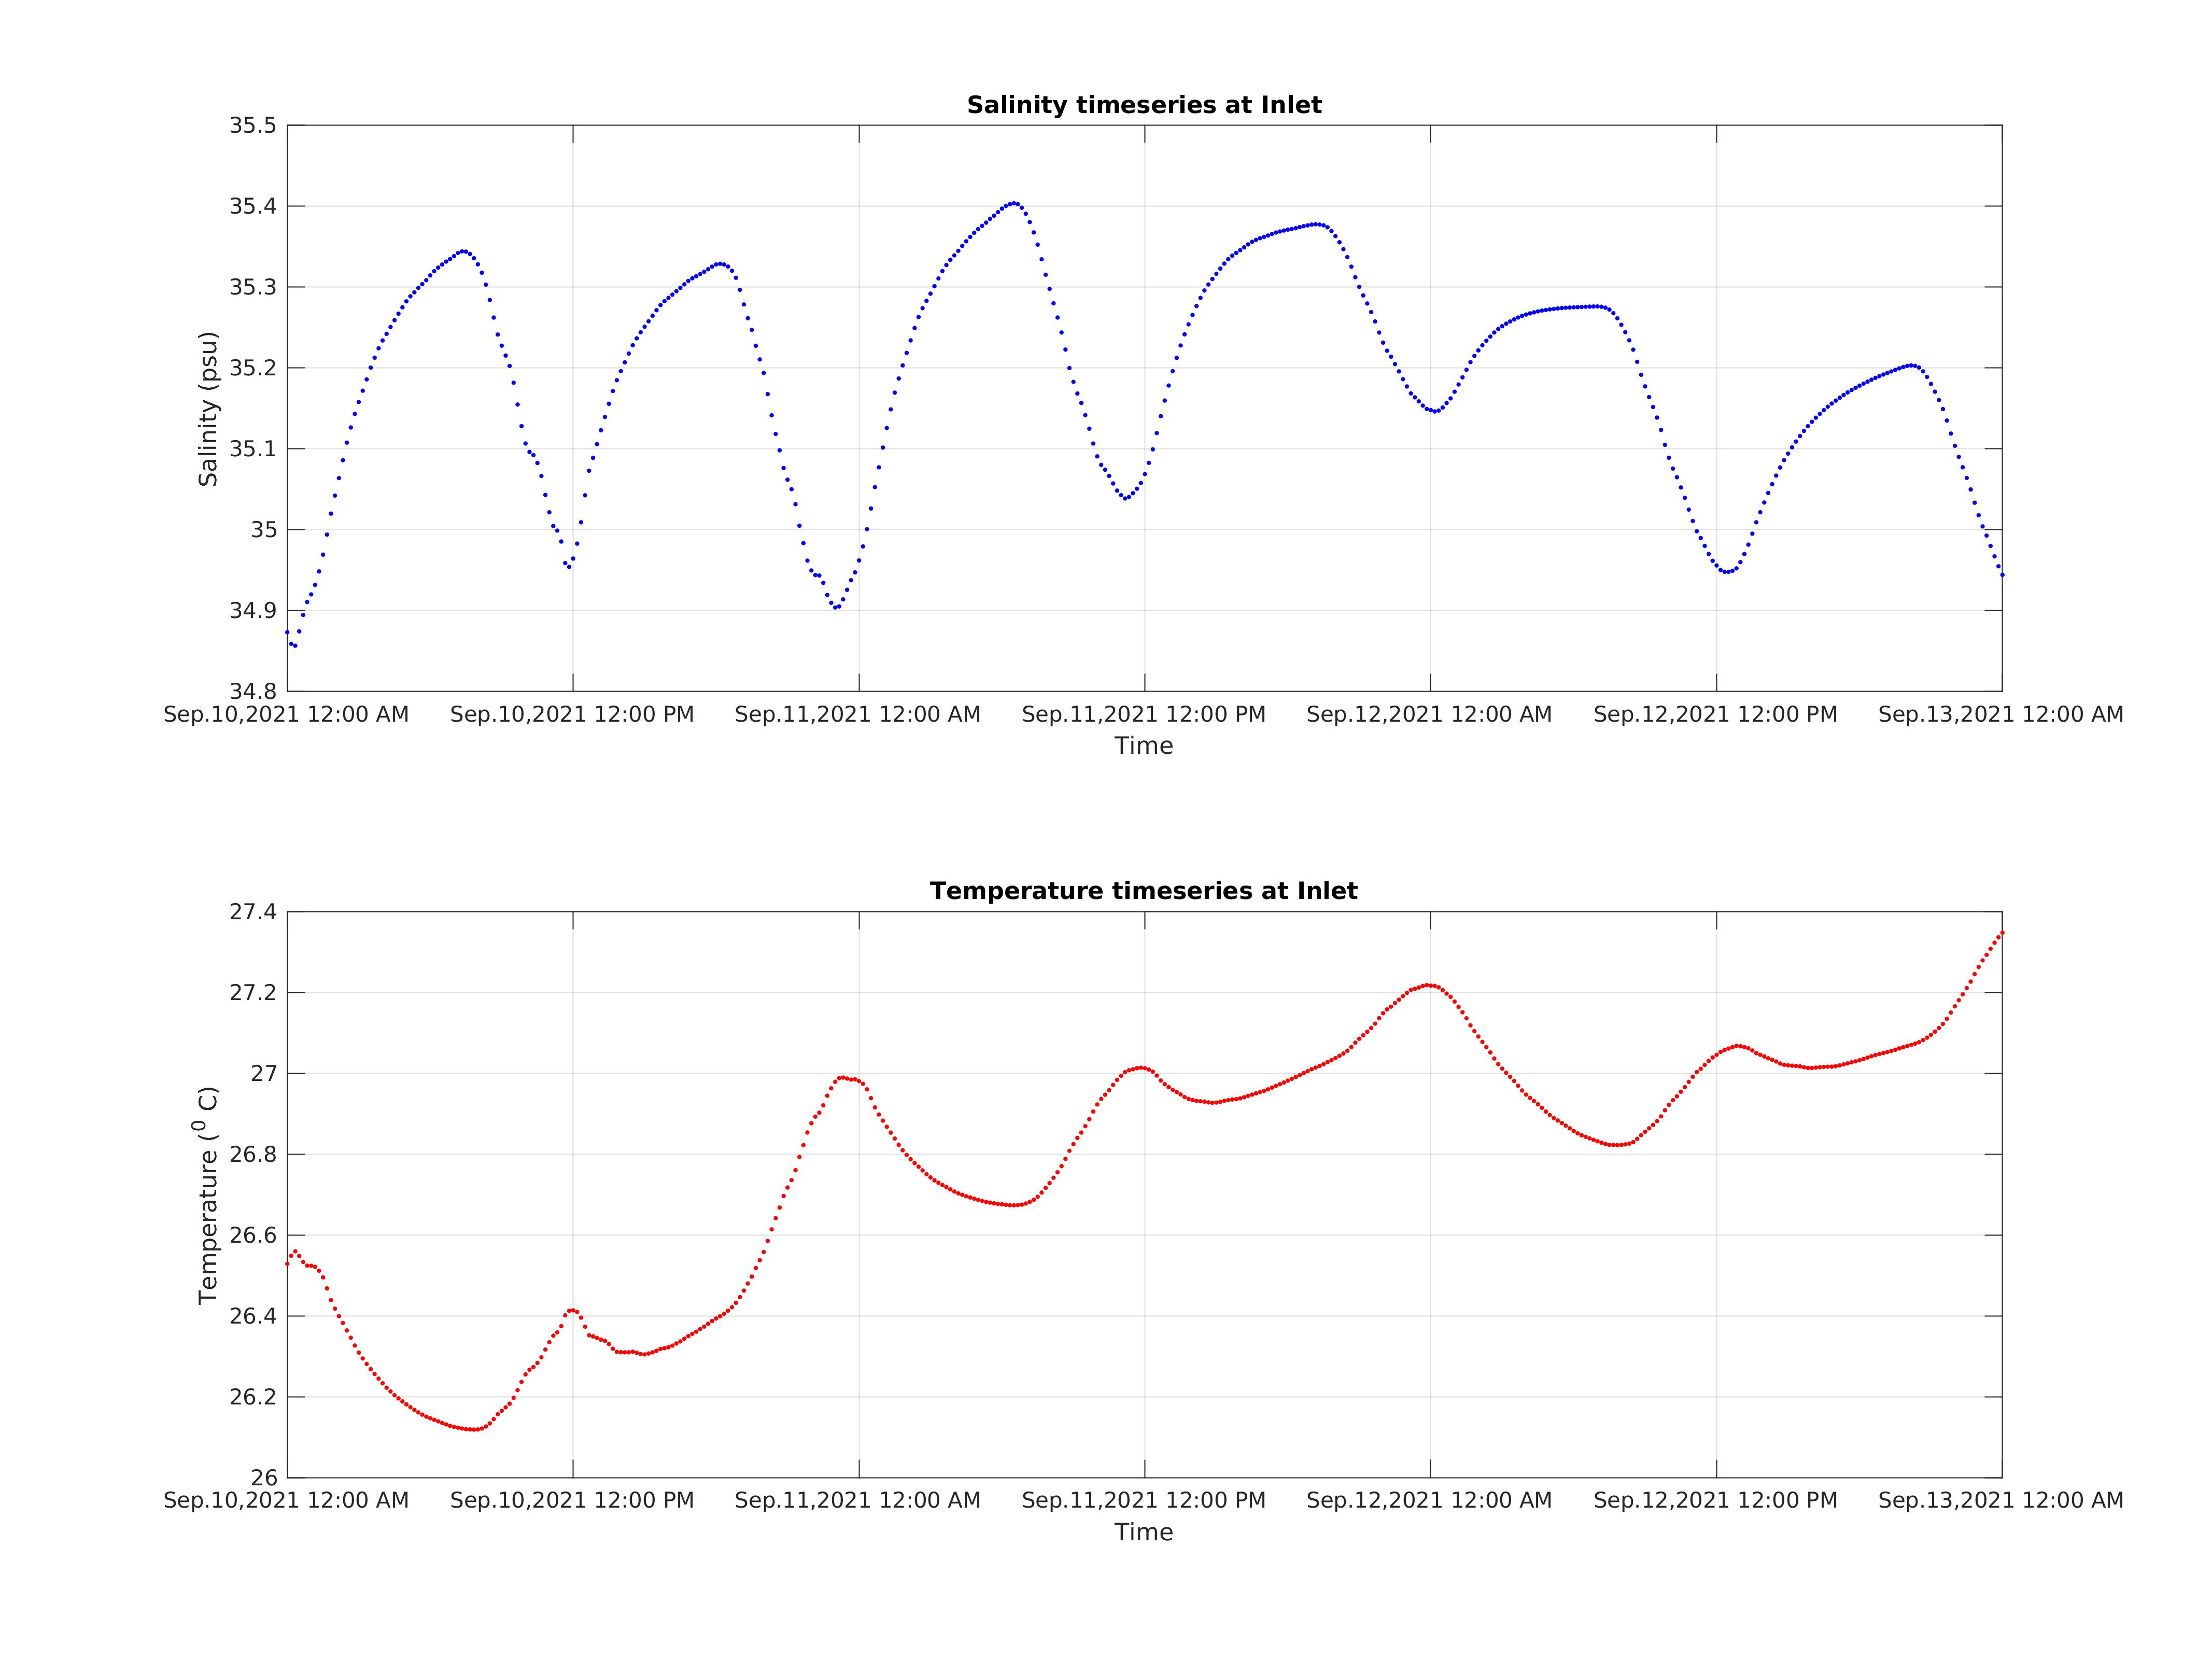 Salinity timeseries at Inlet
35.5
35.4
35.3
35.2
35.1
35
34.9
34.8
Salinity (psu)
Sep.10,2021 12:00 AM Sep.10,2021 12:00 PM Sep.11,2021 12:00 AM Sep.11,2021 12:00 PM Sep.12,2021 12:00 AM Sep.12,2021 12:00 PM Sep.13,2021 12:00 AM
Time
Temperature timeseries at Inlet
27.4
27.2
27
26.8
26.6
26.4
26.2
26
Temperature (⁰ C)
Sep.10,2021 12:00 AM Sep.10,2021 12:00 PM Sep.11,2021 12:00 AM Sep.11,2021 12:00 PM Sep.12,2021 12:00 AM Sep.12,2021 12:00 PM Sep.13,2021 12:00 AM
Time